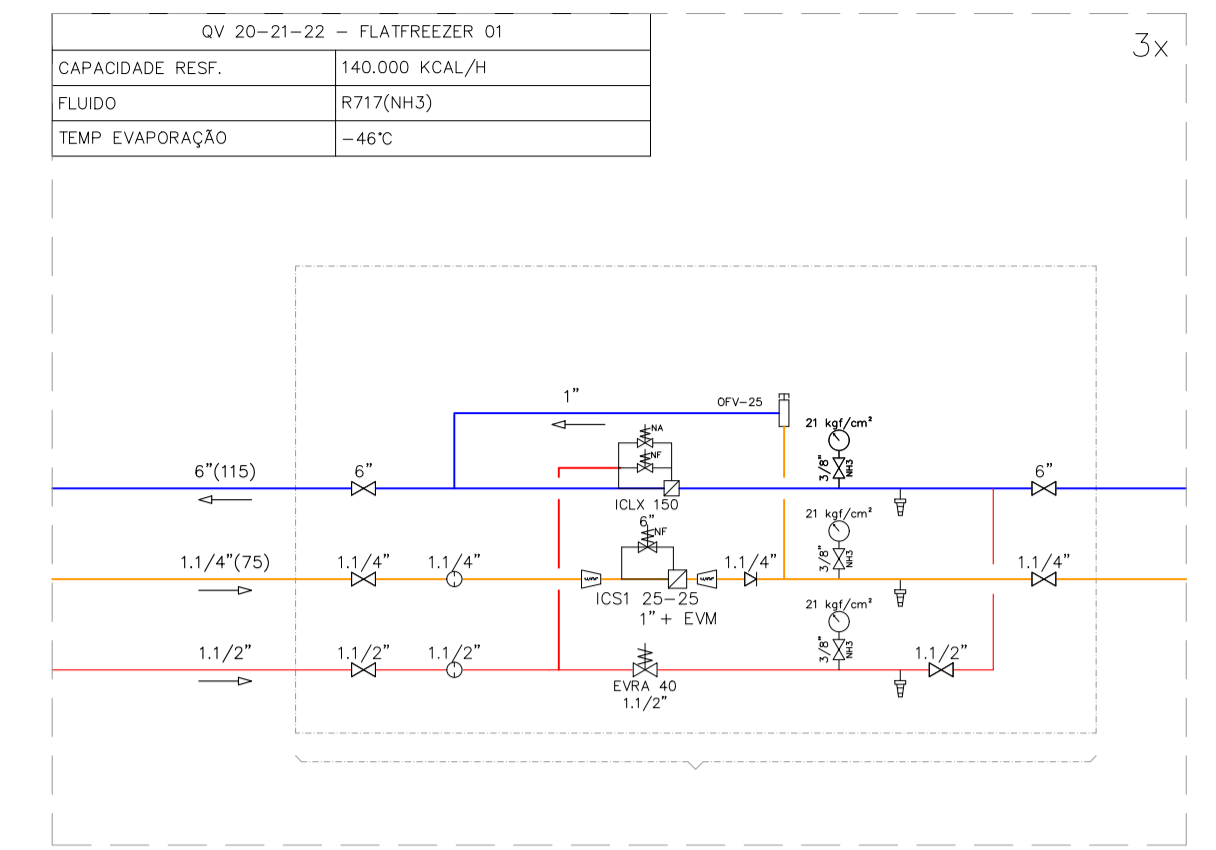 QV 20-21-22 - FLATFREEZER 01
3x
CAPACIDADE RESF. 140.000 KCAL/H
FLUIDO R717(NH3)
TEMP EVAPORAÇÃO -46°C
1"
OFV-25
21 kgf/cm²
NA
NF
3/8"
NH3
6"(115)
6"
6"
ICLX 150
6"
NF
21 kgf/cm²
3/8"
NH3
1.1/4"(75)
1.1/4"
1.1/4"
1.1/4"
1.1/4"
ICS1 25-25
1"+ EVM
21 kgf/cm²
3/8"
NH3
1.1/2"
1.1/2"
1.1/2"
1.1/2"
EVRA 40
1.1/2"